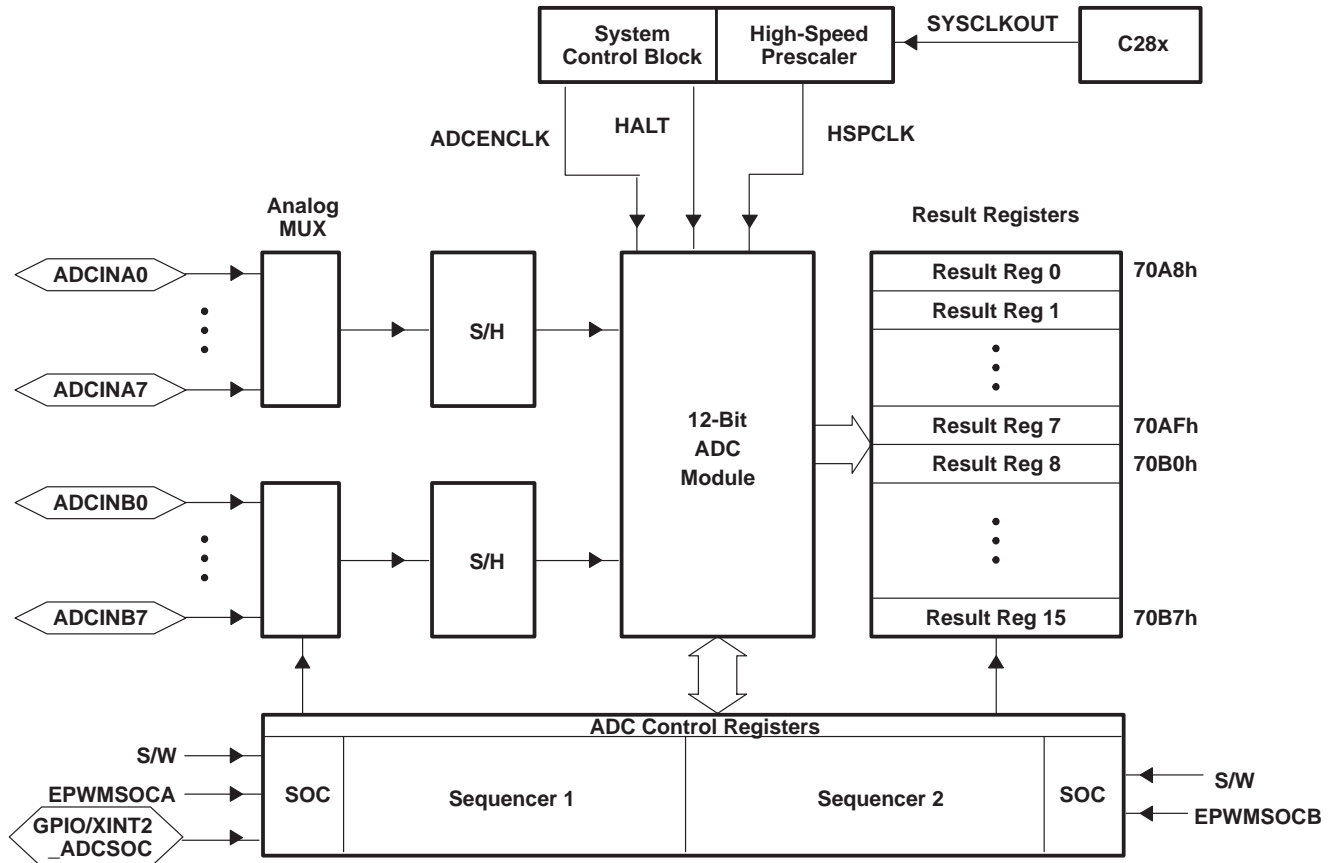 System
Control Block
High-Speed
Prescaler
SYSCLKOUT
C28x
ADCENCLK
HALT
HSPCLK
Analog
MUX
Result Registers
ADCINA0
ADCINA7
S/H
ADCINB0
ADCINB7
S/H
12-Bit
ADC
Module
Result Reg 0
70A8h
Result Reg 1
Result Reg 7
70AFh
Result Reg 8
70B0h
Result Reg 15
70B7h
ADC Control Registers
S/W
EPWMSOCA
GPIO/XINT2
_ADCSOC
SOC
Sequencer 1
Sequencer 2
SOC
S/W
EPWMSOCB